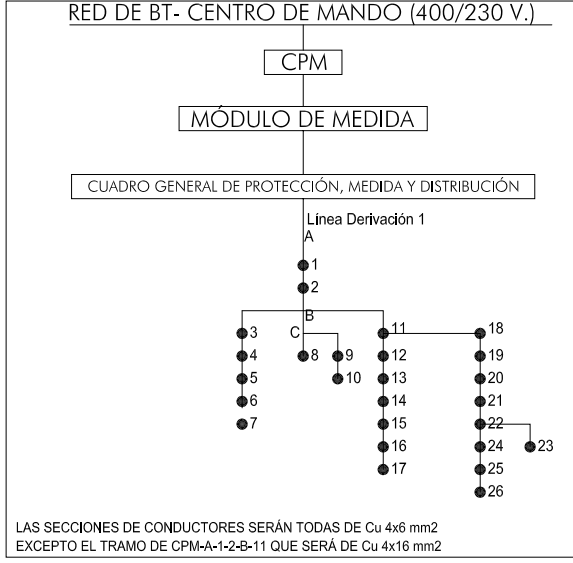 RED DE BT- CENTRO DE MANDO (400/230 V.)
CPM
MÓDULO DE MEDIDA
CUADRO GENERAL DE PROTECCIÓN, MEDIDA Y DISTRIBUCIÓN
Línea Derivación 1
A
1
2
B
3 C 11 18
4 8 9 12 19
5 10 13 20
6 14 21
7 15 22
16 24 23
17 25
26
LAS SECCIONES DE CONDUCTORES SERÁN TODAS DE Cu 4x6 mm2
EXCEPTO EL TRAMO DE CPM-A-1-2-B-11 QUE SERÁ DE Cu 4x16 mm2